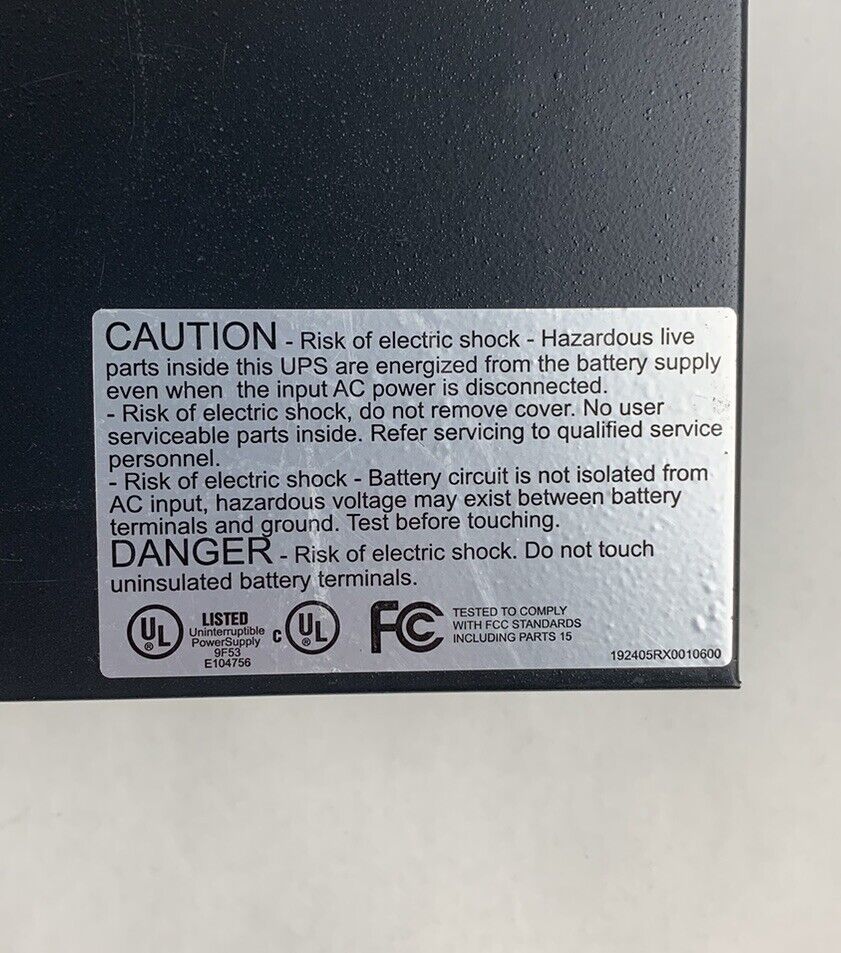 CAUTION - Risk of electric shock - Hazardous live
parts inside this UPS are energized from the battery supply
even when the input AC power is disconnected.
- Risk of electric shock, do not remove cover. No user
serviceable parts inside. Refer servicing to qualified service
personnel.
- Risk of electric shock - Battery circuit is not isolated from
AC input, hazardous voltage may exist between battery
terminals and ground. Test before touching.
DANGER - Risk of electric shock. Do not touch
uninsulated battery terminals.
UL ®
LISTED
Uninterruptible
PowerSupply
9F53
E104756
C UL ®
FC
TESTED TO COMPLY
WITH FCC STANDARDS
INCLUDING PARTS 15
192405RX0010600